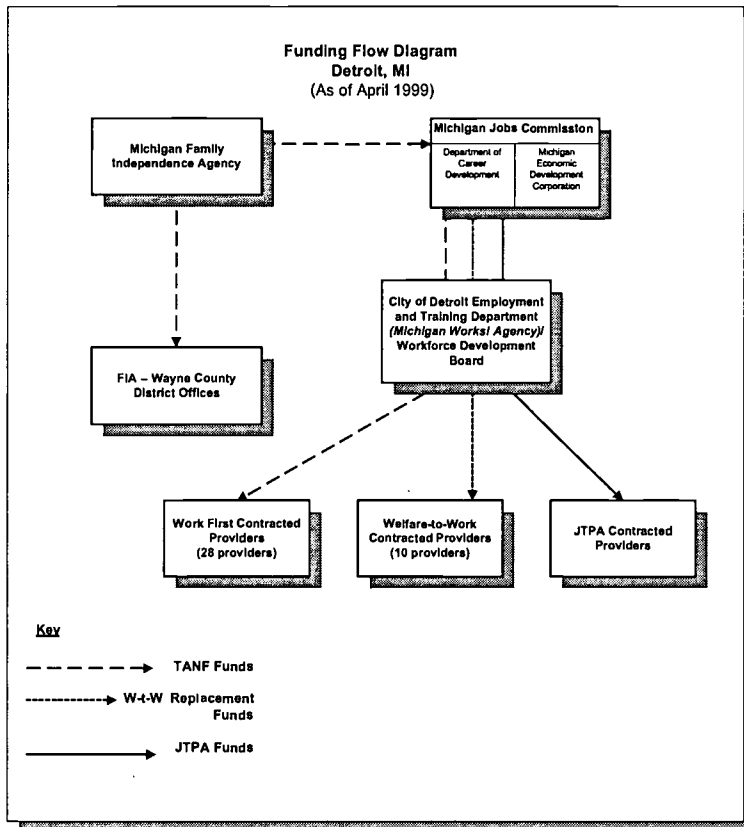 Funding Flow Diagram
Detroit, MI
(As of April 1999)
Michigan Family
Independence Agency
Michigan Jobs Commission
Department of
Career
Development
Michigan
Economic
Development
Corporation
City of Detroit Employment
and Training Department
(Michigan Works! Agency)/
Workforce Development
Board
FIA – Wayne County
District Offices
Work First Contracted
Providers
(28 providers)
Welfare-to-Work
Contracted Providers
(10 providers)
JTPA Contracted
Providers
Key
TANF Funds
W-t-W Replacement
Funds
JTPA Funds